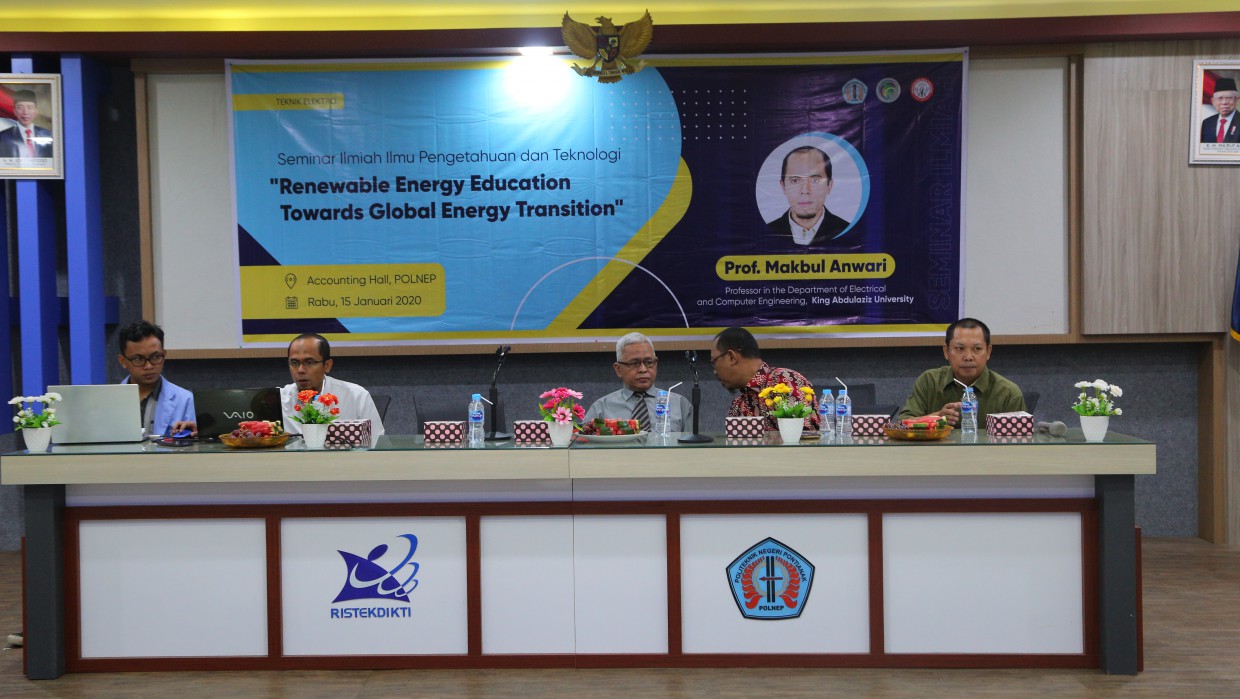 TEKNIK ELEKTRO
Seminar Ilmiah Ilmu Pengetahuan dan Teknologi
"Renewable Energy Education
Towards Global Energy Transition"
Accounting Hall, POLNEP
Rabu, 15 Januari 2020
Prof. Makbul Anwari
Professor in the Department of Electrical
and Computer Engineering, King Abdulaziz University
SEMINAR ILMIA
VAIO
RISTEKDIKTI
POLITEKNIK NEGERI PONTIANAK
POLNEP